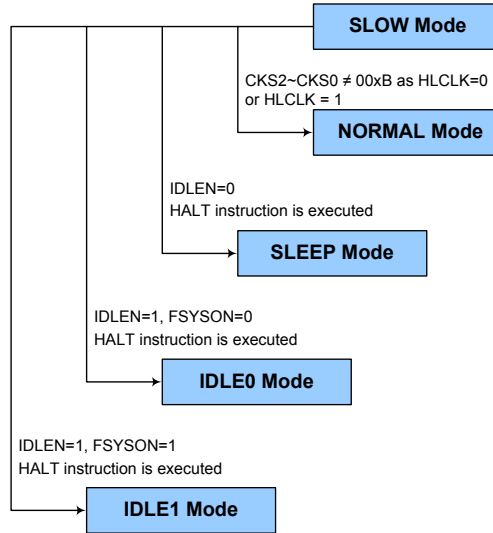 SLOW Mode
CKS2~CKS0 ≠ 00xB as HLCLK=0
or HLCLK = 1
NORMAL Mode
IDLEN=0
HALT instruction is executed
SLEEP Mode
IDLEN=1, FSYSON=0
HALT instruction is executed
IDLE0 Mode
IDLEN=1, FSYSON=1
HALT instruction is executed
IDLE1 Mode